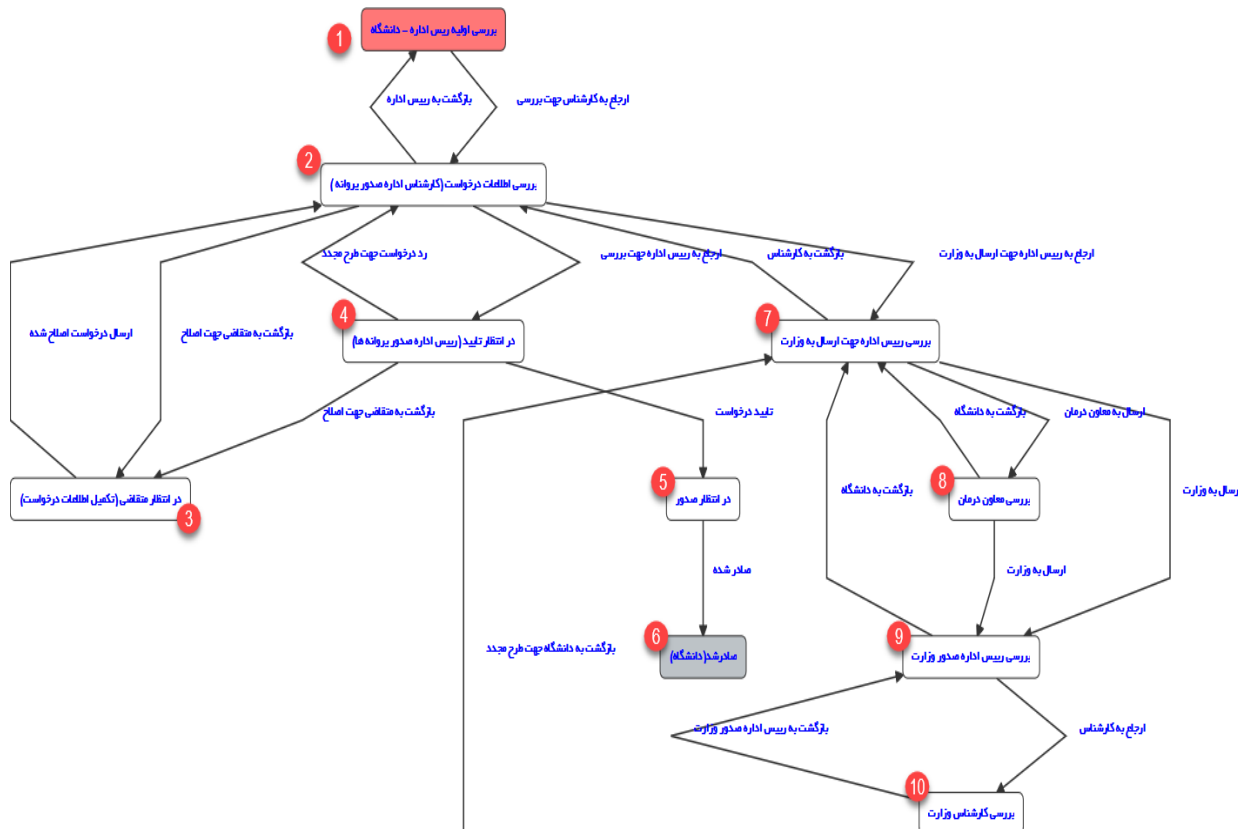 1
بررسی اولیه ریس اداره - دانشگاه
ارجاع به کارشناس جهت بررسی
بازگشت به رییس اداره
2
بررسی اطلاعات درخواست (کارشناس اداره صدور پروانه )
ارجاع به رییس اداره جهت ارسال به وزارت
بازگشت به کارشناس
ارجاع به رییس اداره جهت بررسی
رد درخواست جهت طرح مجدد
بازگشت به متقاضی جهت اصلاح
ارسال درخواست اصلاح شده
7
بررسی رییس اداره جهت ارسال به وزارت
4
در انتظار تایید (رییس اداره صدور پروانه ها)
ارسال به معاون درمان
بازگشت به دانشگاه
تایید درخواست
بازگشت به متقاضی جهت اصلاح
رسال به وزارت
8
بررسی معاون درمان
بازگشت به دانشگاه
5
در انتظار صدور
3
در انتظار متقاضی (تکمیل اطلاعات درخواست)
ارسال به وزارت
صادر شده
9
بررسی رییس اداره صدور وزارت
6
صادرشد(دانشگاه)
بازگشت به دانشگاه جهت طرح مجدد
ارجاع به کارشناس
بازگشت به رییس اداره صدور وزارت
10
بررسی کارشناس وزارت